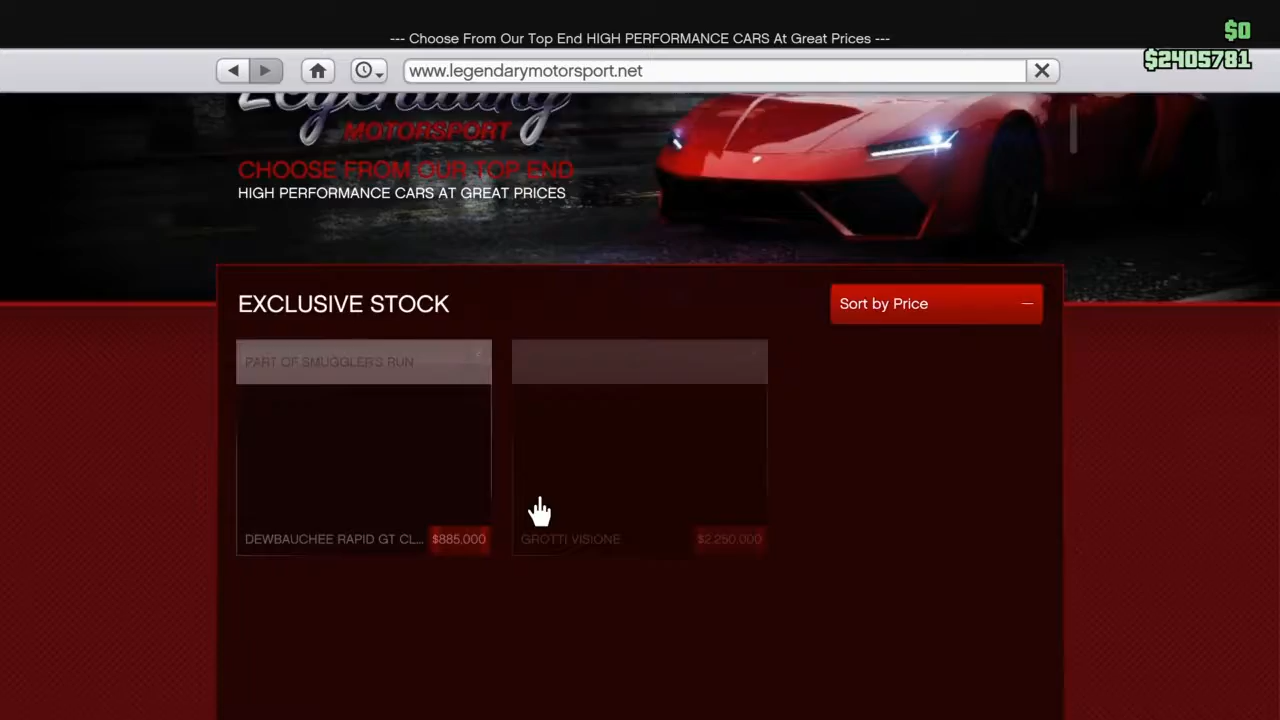 --- Choose From Our Top End HIGH PERFORMANCE CARS At Great Prices ---
$0
$2405781
www.legendarymotorsport.net
Legendary
MOTORSPORT
CHOOSE FROM OUR TOP END
HIGH PERFORMANCE CARS AT GREAT PRICES
EXCLUSIVE STOCK
Sort by Price
PART OF SMUGGLER'S RUN
DEWBAUCHEE RAPID GT CL... $885,000
GROTTI VISIONE $2,250,000